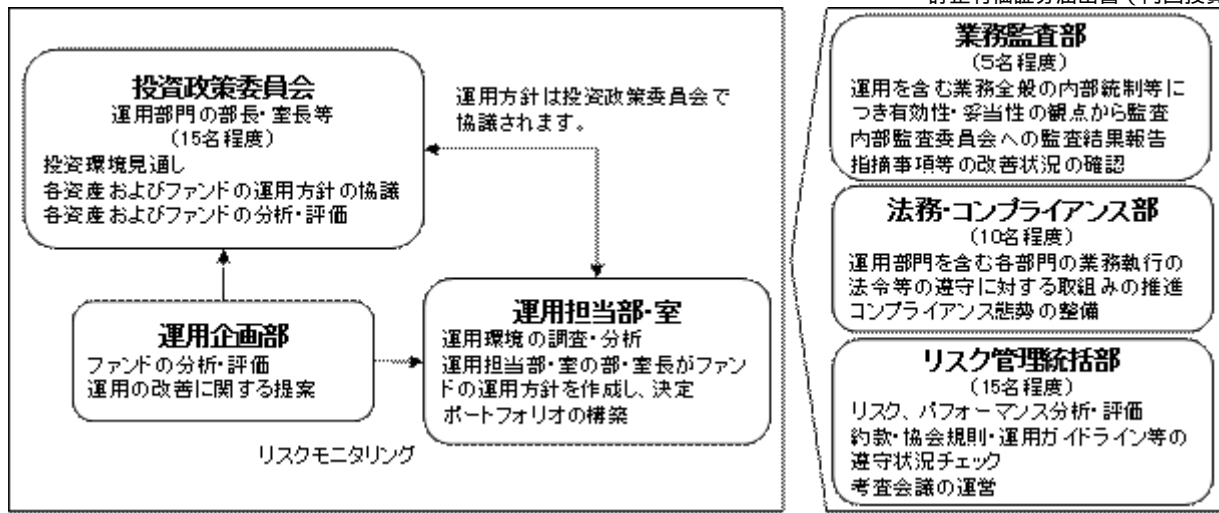 投資政策委員会
運用部門の部長・室長等
(15名程度)
投資環境見通し
各資産およびファンドの運用方針の協議
各資産およびファンドの分析・評価
運用方針は投資政策委員会で
協議されます。
運用企画部
ファンドの分析・評価
運用の改善に関する提案
運用担当部・室
運用環境の調査・分析
運用担当部・室の部・室長がファン
ドの運用方針を作成し、決定
ポートフォリオの構築
リスクモニタリング
業務監査部
(5名程度)
運用を含む業務全般の内部統制等に
つき有効性・妥当性の観点から監査
内部監査委員会への監査結果報告
指摘事項等の改善状況の確認
法務・コンプライアンス部
(10名程度)
運用部門を含む各部門の業務執行の
法令等の遵守に対する取組みの推進
コンプライアンス態勢の整備
リスク管理統括部
(15名程度)
リスク、パフォーマンス分析・評価
約款・協会規則・運用ガイドライン等の
遵守状況チェック
考査会議の運営